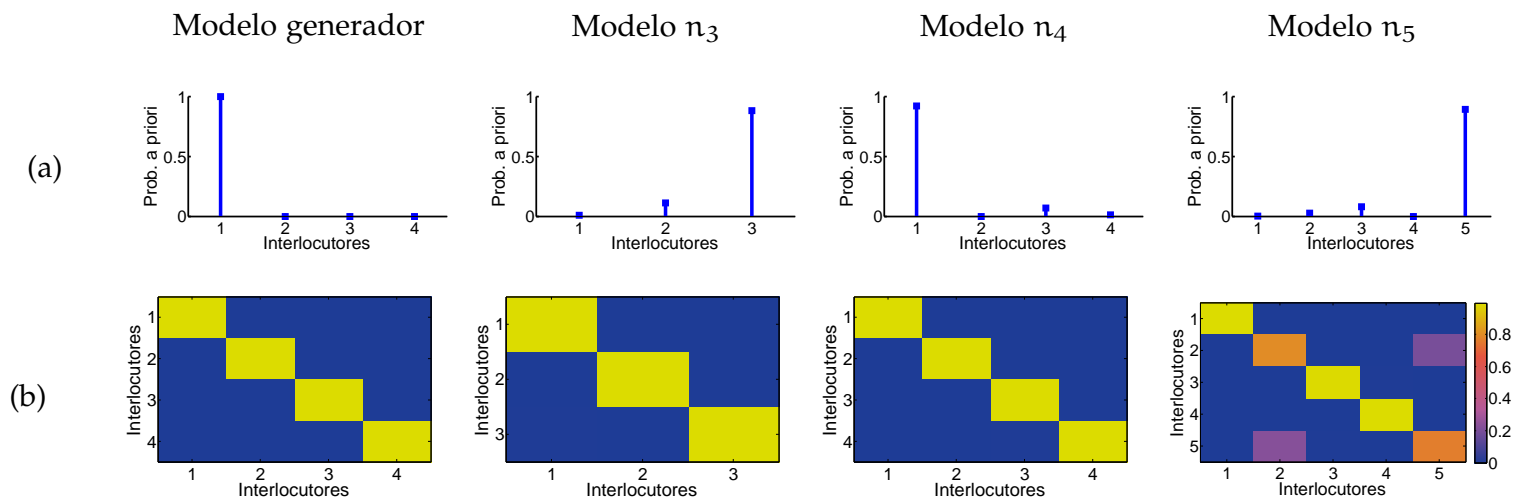 Modelo generador Modelo n3 Modelo n4 Modelo n5
(a)
Prob. a priori
1
0.5
0
1 2 3 4
Interlocutores
Prob. a priori
1
0.5
0
1 2 3
Interlocutores
Prob. a priori
1
0.5
0
1 2 3 4
Interlocutores
Prob. a priori
1
0.5
0
1 2 3 4 5
Interlocutores
(b)
Interlocutores
1
2
3
4
1 2 3 4
Interlocutores
Interlocutores
1
2
3
1 2 3
Interlocutores
Interlocutores
1
2
3
4
1 2 3 4
Interlocutores
Interlocutores
1
2
3
4
5
1 2 3 4 5
Interlocutores
0.8
0.6
0.4
0.2
0